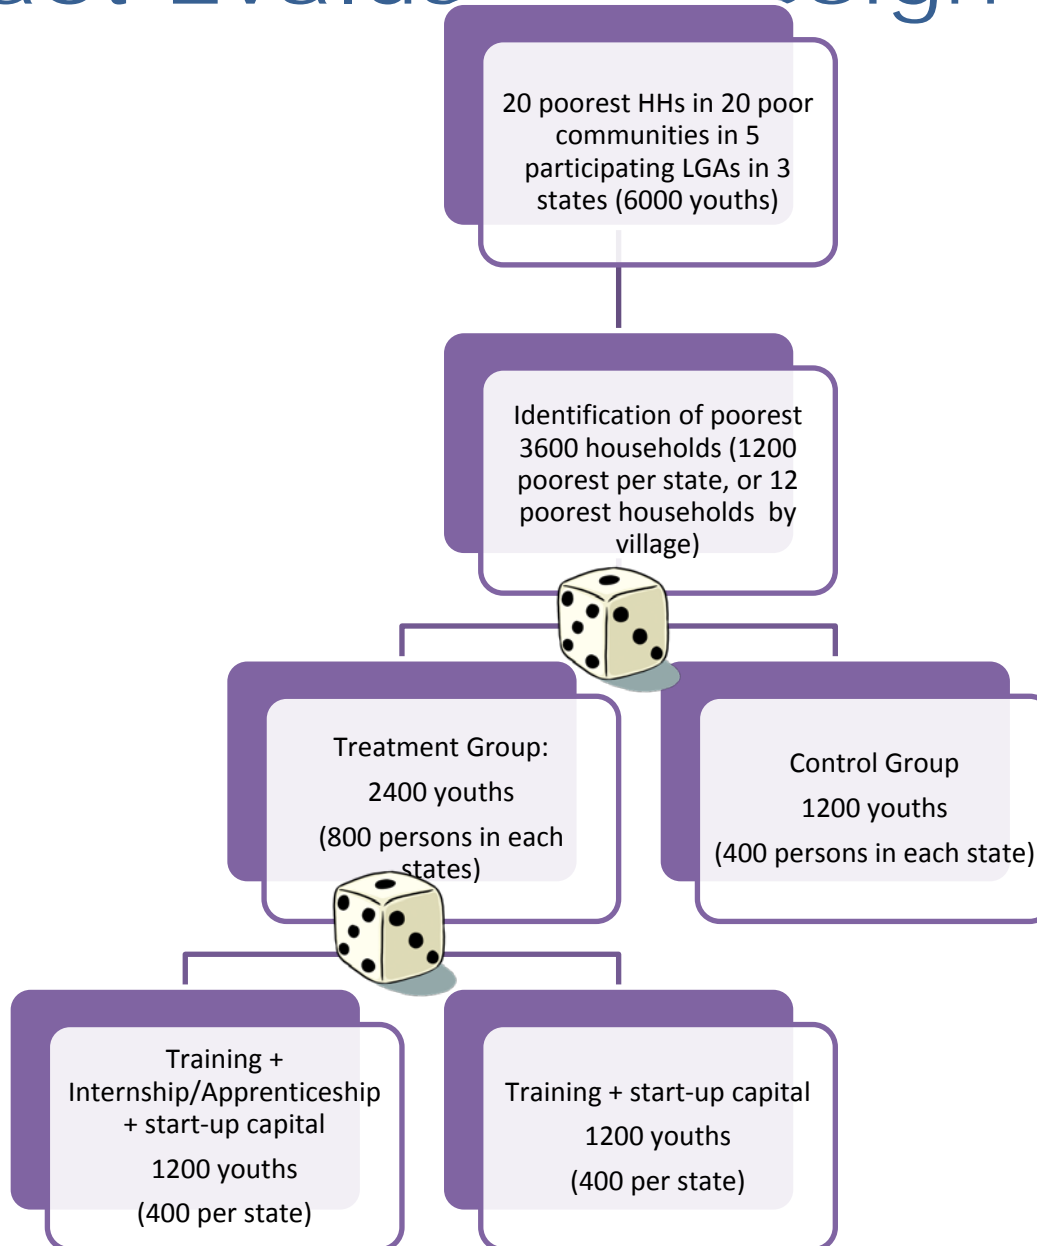 20 poorest HHs in 20 poor
communities in 5
participating LGAs in 3
states (6000 youths)
Identification of poorest
3600 households (1200
poorest per state, or 12
poorest households by
village)
Treatment Group:
2400 youths
(800 persons in each
states)
Control Group
1200 youths
(400 persons in each state)
Training +
Internship/Apprenticeship
+ start-up capital
1200 youths
(400 per state)
Training + start-up capital
1200 youths
(400 per state)